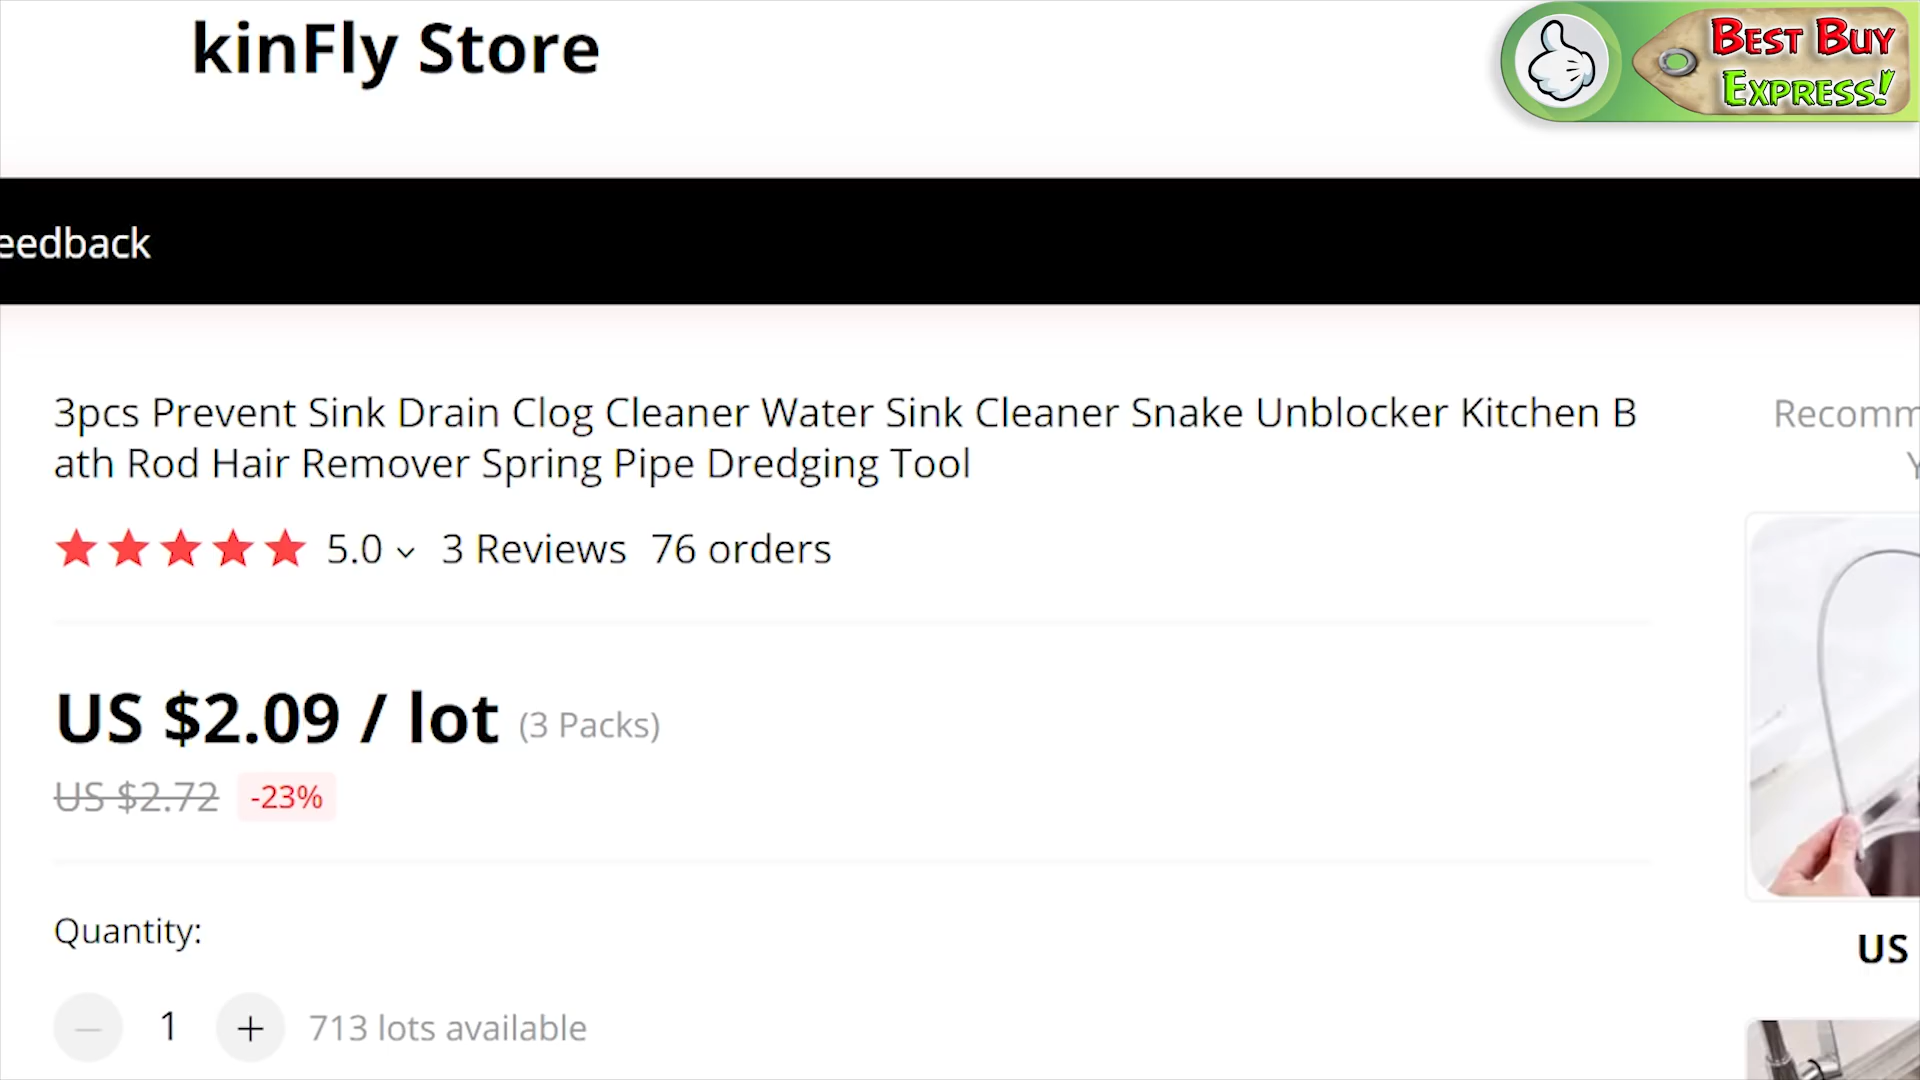 kinFly Store
BEST BUY
EXPRESS!
eedback
3pcs Prevent Sink Drain Clog Cleaner Water Sink Cleaner Snake Unblocker Kitchen B
ath Rod Hair Remover Spring Pipe Dredging Tool
Recomm
Y
5.0 3 Reviews 76 orders
US $2.09 / lot (3 Packs)
US $2.72 -23%
Quantity:
US
1 713 lots available